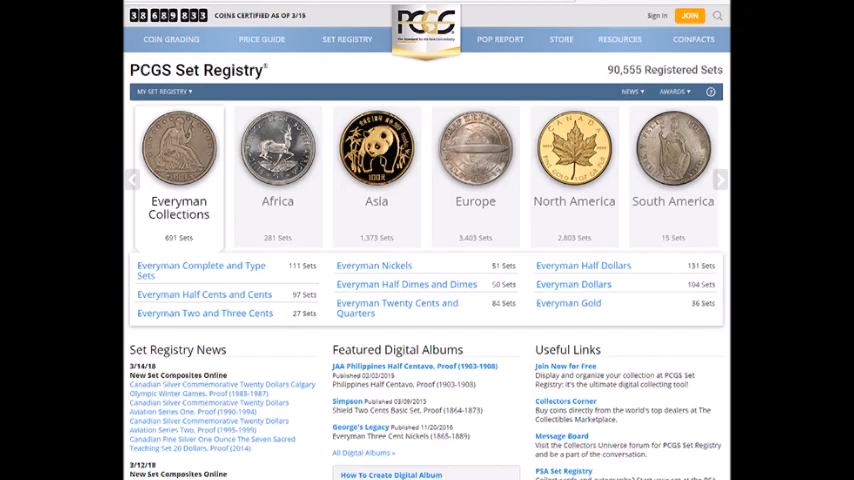 38689833 COINS CERTIFIED AS OF 3/15
Sign In JOIN
COIN GRADING PRICE GUIDE SET REGISTRY PCGS POP REPORT STORE RESOURCES COINFACTS
PCGS Set Registry® 90,555 Registered Sets
MY SET REGISTRY NEWS AWARDS ?
Everyman Collections
691 Sets
Africa
281 Sets
Asia
1,373 Sets
Europe
3,403 Sets
North America
2,803 Sets
South America
15 Sets
Everyman Complete and Type Sets 111 Sets
Everyman Half Cents and Cents 97 Sets
Everyman Two and Three Cents 27 Sets
Everyman Nickels 51 Sets
Everyman Half Dimes and Dimes 50 Sets
Everyman Twenty Cents and Quarters 84 Sets
Everyman Half Dollars 131 Sets
Everyman Dollars 104 Sets
Everyman Gold 36 Sets
Set Registry News
3/14/18
New Set Composites Online
Canadian Silver Commemorative Twenty Dollars Calgary
Olympic Winter Games, Proof (1985-1987)
Canadian Silver Commemorative Twenty Dollars
Aviation Series One, Proof (1990-1994)
Canadian Silver Commemorative Twenty Dollars
Aviation Series Two, Proof (1995-1999)
Canadian Fine Silver One Ounce The Seven Sacred
Teaching Set 20 Dollars, Proof (2014)
3/12/18
New Set Composites Online
Featured Digital Albums
JAA Philippines Half Centavo, Proof (1903-1908)
Published 02/02/2015
Philippines Half Centavo, Proof (1903-1908)
Simpson Published 03/09/2015
Shield Two Cents Basic Set, Proof (1864-1873)
George's Legacy Published 11/20/2016
Everyman Three Cent Nickels (1865-1889)
All Digital Albums »
How To Create Digital Album
Useful Links
Join Now for Free
Display and organize your collection at PCGS Set
Registry: it's the ultimate digital collecting tool!
Collectors Corner
Buy coins directly from the world's top dealers at The
Collectibles Marketplace.
Message Board
Visit the Collectors Universe forum for PCGS Set Registry
and be a part of the conversation.
PSA Set Registry